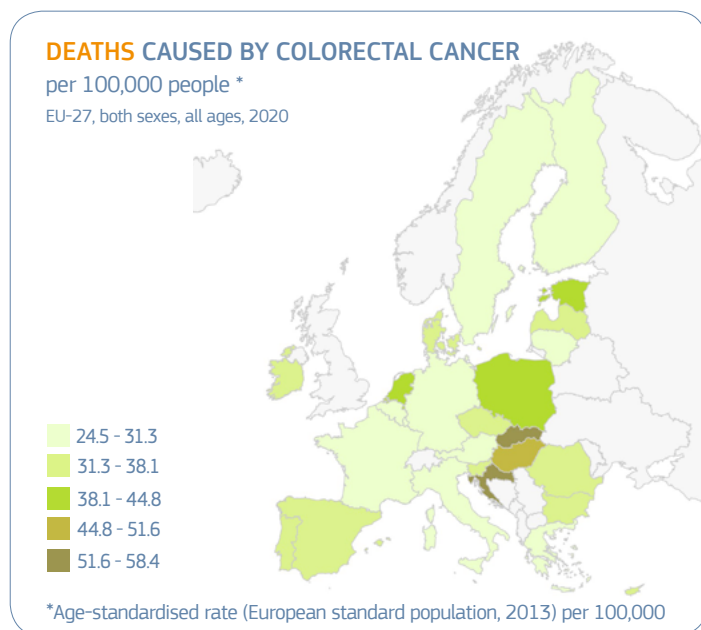 DEATHS CAUSED BY COLORECTAL CANCER
per 100,000 people *
EU-27, both sexes, all ages, 2020
24.5 - 31.3
31.3 - 38.1
38.1 - 44.8
44.8 - 51.6
51.6 - 58.4
*Age-standardised rate (European standard population, 2013) per 100,000